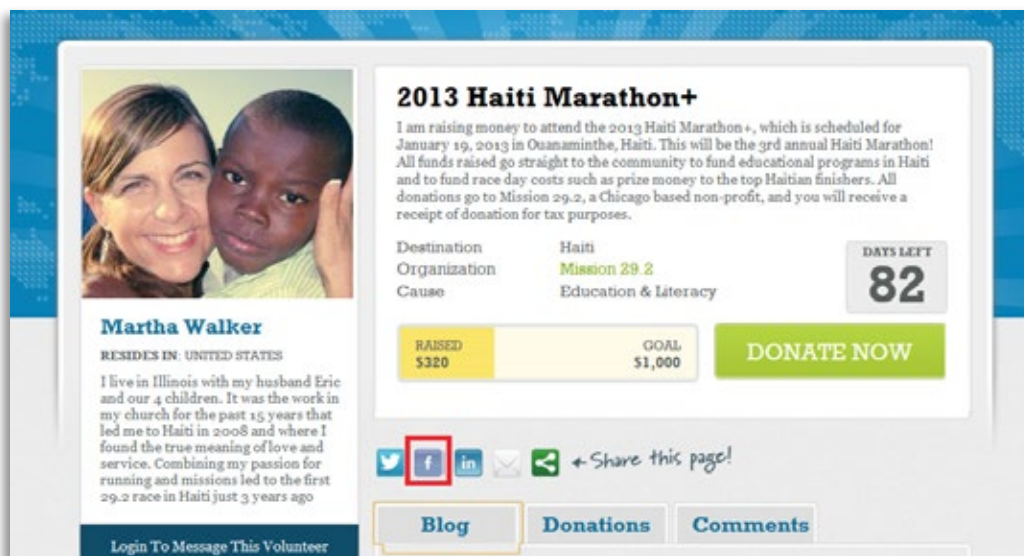 2013 Haiti Marathon+
I am raising money to attend the 2013 Haiti Marathon+, which is scheduled for
January 19, 2013 in Ouanaminthe, Haiti. This will be the 3rd annual Haiti Marathon!
All funds raised go straight to the community to fund educational programs in Haiti
and to fund race day costs such as prize money to the top Haitian finishers. All
donations go to Mission 29.2, a Chicago based non-profit, and you will receive a
receipt of donation for tax purposes.
Destination Haiti
Organization Mission 29.2
Cause Education & Literacy
DAYS LEFT
82
RAISED
$320
GOAL
$1,000
DONATE NOW
Martha Walker
RESIDES IN: UNITED STATES
I live in Illinois with my husband Eric
and our 4 children. It was the work in
my church for the past 15 years that
led me to Haiti in 2008 and where I
found the true meaning of love and
service. Combining my passion for
running and missions led to the first
29.2 race in Haiti just 3 years ago
Login To Message This Volunteer
f in Share this page!
Blog Donations Comments